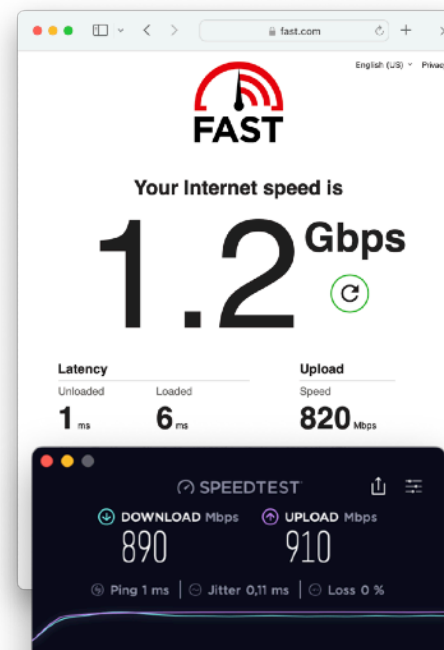 fast.com
English (US)
FAST
Your Internet speed is
1.2 Gbps
Latency Upload
Unloaded Loaded Speed
1 ms 6 ms 820 Mbps
SPEEDTEST
DOWNLOAD Mbps UPLOAD Mbps
890 910
Ping 1 ms Jitter 0,11 ms Loss 0 %